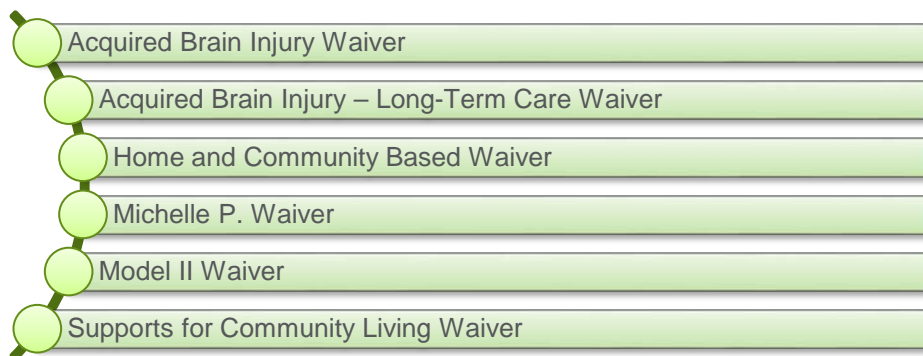 Acquired Brain Injury Waiver
Acquired Brain Injury – Long-Term Care Waiver
Home and Community Based Waiver
Michelle P. Waiver
Model II Waiver
Supports for Community Living Waiver